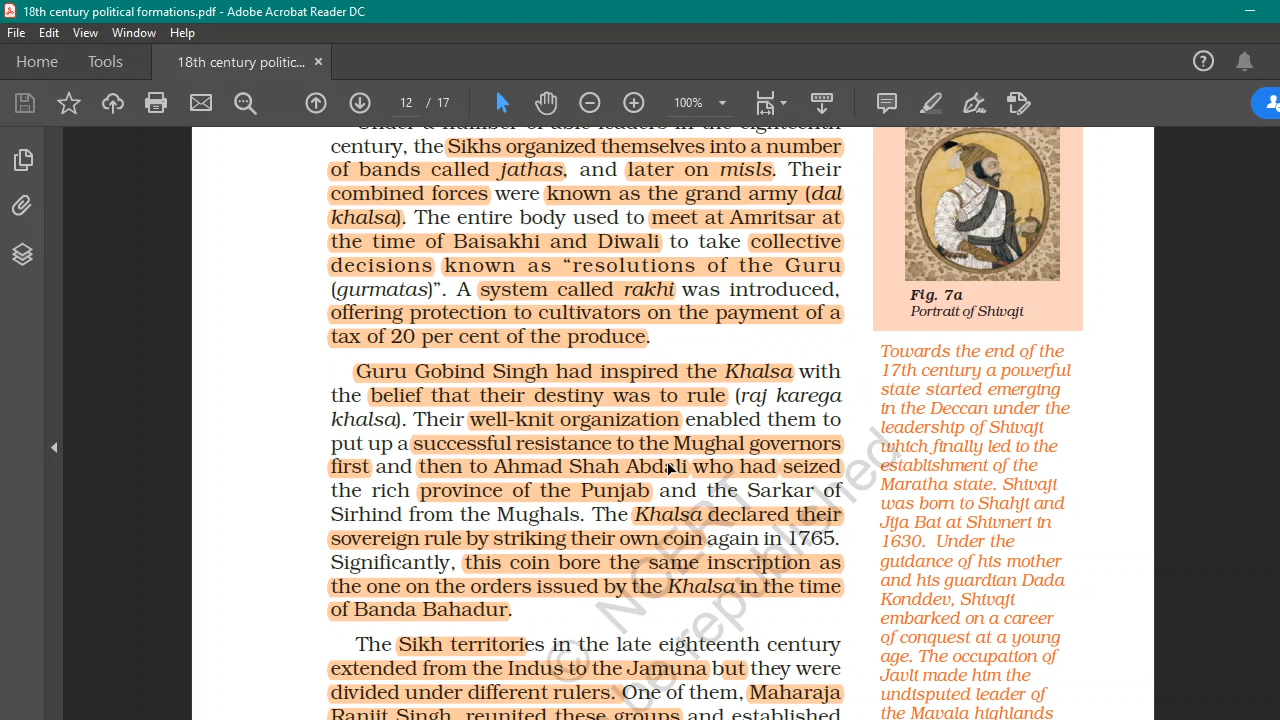 18th century political formations.pdf - Adobe Acrobat Reader DC
File Edit View Window Help
Home Tools 18th century politic... ×
12 / 17 100%
Under a number of able leaders in the eighteenth
century, the Sikhs organized themselves into a number
of bands called jathas, and later on misls. Their
combined forces were known as the grand army (dal
khalsa). The entire body used to meet at Amritsar at
the time of Baisakhi and Diwali to take collective
decisions known as “resolutions of the Guru
(gurmatas)”. A system called rakhi was introduced,
offering protection to cultivators on the payment of a
tax of 20 per cent of the produce.
Guru Gobind Singh had inspired the Khalsa with
the belief that their destiny was to rule (raj karega
khalsa). Their well-knit organization enabled them to
put up a successful resistance to the Mughal governors
first and then to Ahmad Shah Abdali who had seized
the rich province of the Punjab and the Sarkar of
Sirhind from the Mughals. The Khalsa declared their
sovereign rule by striking their own coin again in 1765.
Significantly, this coin bore the same inscription as
the one on the orders issued by the Khalsa in the time
of Banda Bahadur.
The Sikh territories in the late eighteenth century
extended from the Indus to the Jamuna but they were
divided under different rulers. One of them, Maharaja
Ranjit Singh, reunited these groups and established
Fig. 7a
Portrait of Shivaji
Towards the end of the
17th century a powerful
state started emerging
in the Deccan under the
leadership of Shivaji
which finally led to the
establishment of the
Maratha state. Shivaji
was born to Shahji and
Jija Bai at Shivneri in
1630. Under the
guidance of his mother
and his guardian Dada
Konddev, Shivaji
embarked on a career
of conquest at a young
age. The occupation of
Javli made him the
undisputed leader of
the Mavala highlands
© NCERT
be republished